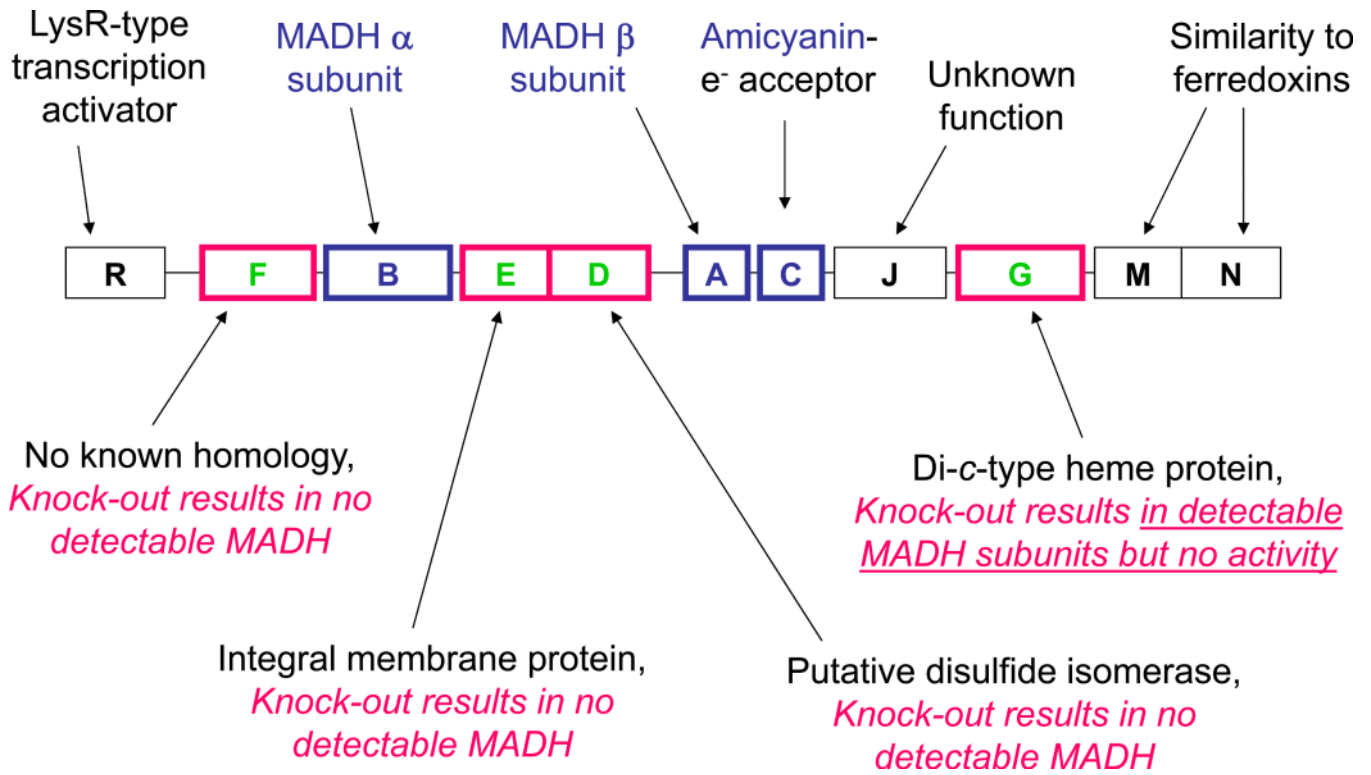 LysR-type
transcription
activator
MADH α
subunit
MADH β
subunit
Amicyanin-
e⁻ acceptor
Unknown
function
Similarity to
ferredoxins
R F B E D A C J G M N
No known homology,
Knock-out results in no
detectable MADH
Di-c-type heme protein,
Knock-out results in detectable
MADH subunits but no activity
Integral membrane protein,
Knock-out results in no
detectable MADH
Putative disulfide isomerase,
Knock-out results in no
detectable MADH